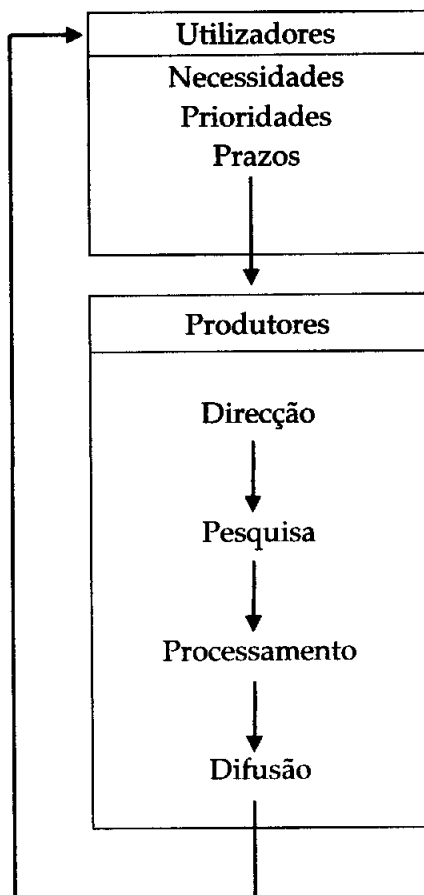 Utilizadores
Necessidades
Prioridades
Prazos
Produtores
Direcção
Pesquisa
Processamento
Difusão